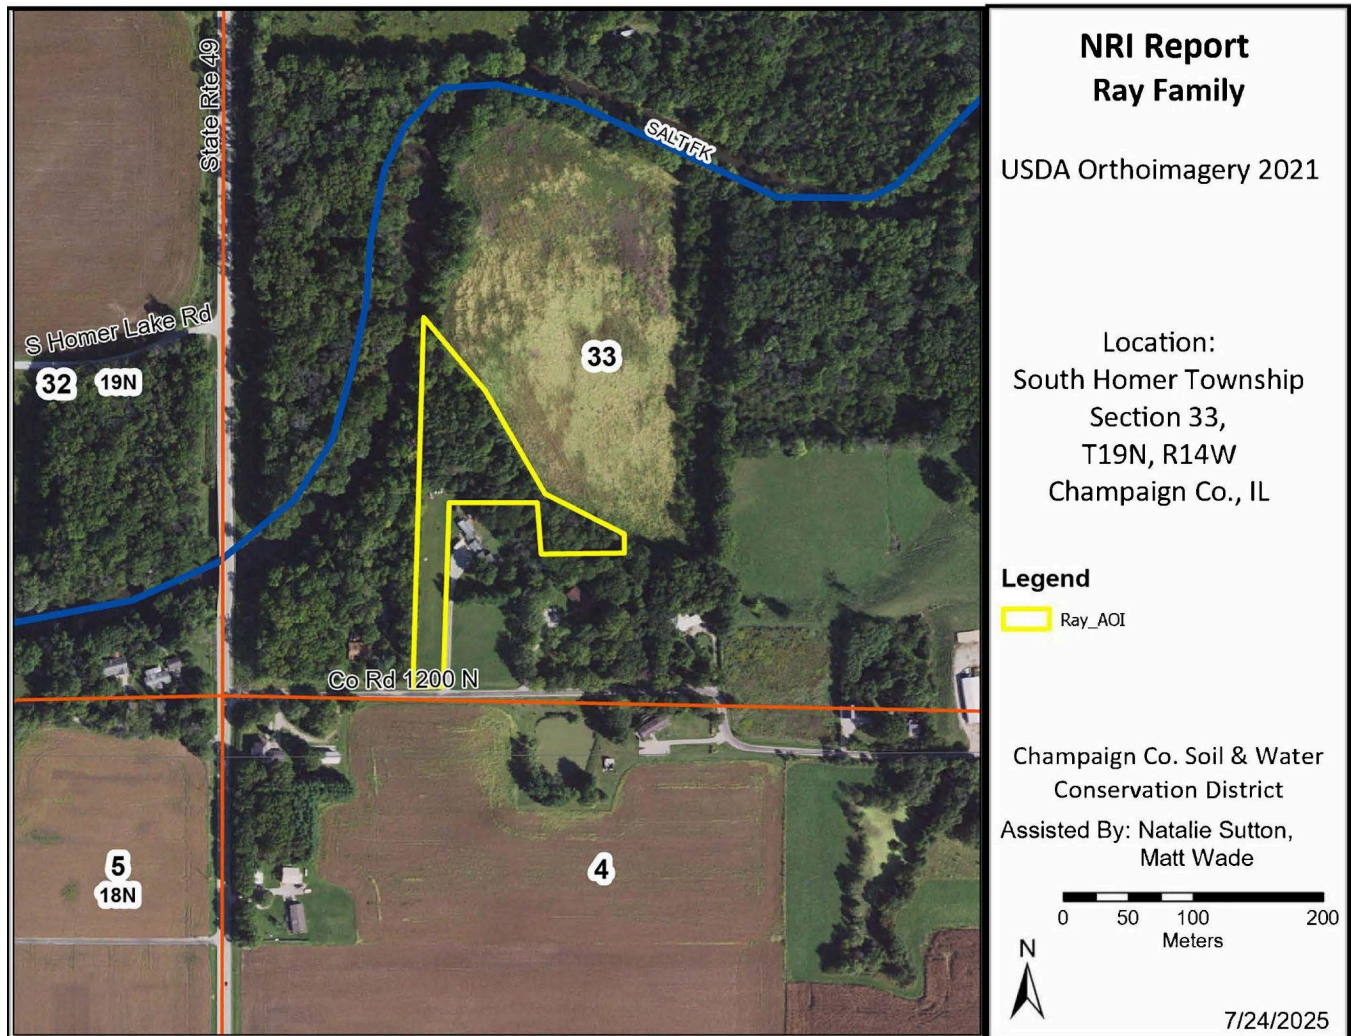 State Rte 49
SALT FK
S Homer Lake Rd
32
19N
33
Co Rd 1200 N
5
18N
4
NRI Report
Ray Family
USDA Orthoimagery 2021
Location:
South Homer Township
Section 33,
T19N, R14W
Champaign Co., IL
Legend
Ray_AOI
Champaign Co. Soil & Water
Conservation District
Assisted By: Natalie Sutton,
Matt Wade
0 50 100 200
Meters
N
7/24/2025